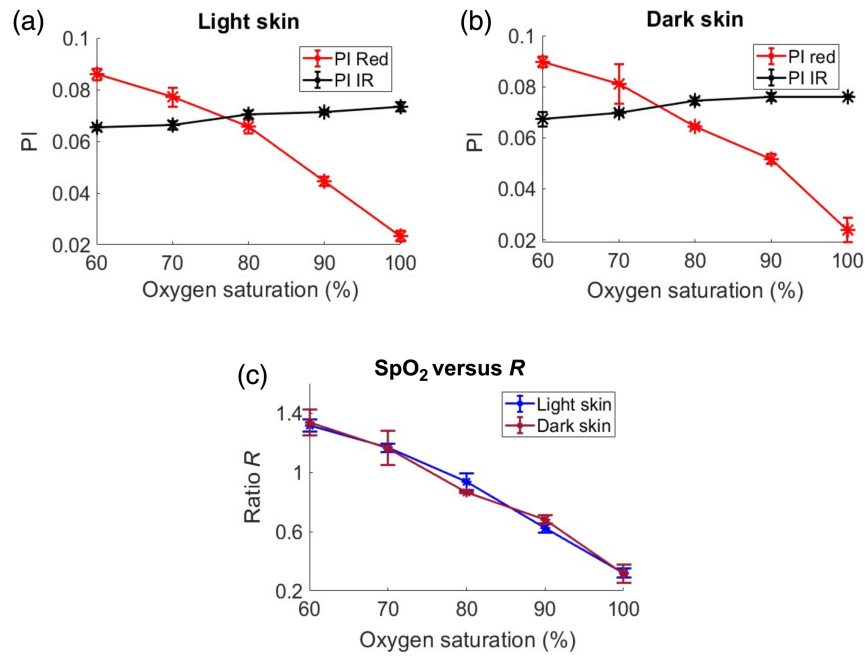 (a)
Light skin
PI Red
PI IR
0.1
0.08
0.06
0.04
0.02
PI
60 70 80 90 100
Oxygen saturation (%)
(b)
Dark skin
PI red
PI IR
0.1
0.08
0.06
0.04
0.02
PI
60 70 80 90 100
Oxygen saturation (%)
(c)
SpO₂ versus R
Light skin
Dark skin
1.4
1
0.6
0.2
Ratio R
60 70 80 90 100
Oxygen saturation (%)